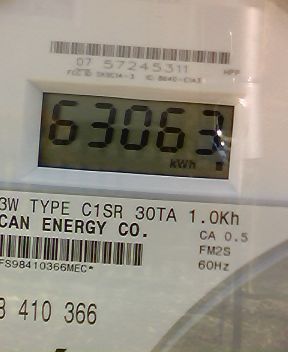 07 57245311
63063
kWh
3W TYPE C1SR 30TA 1.0Kh
CAN ENERGY CO.
CA 0.5
FM2S
FS98410366MEC*
60Hz
8 410 366